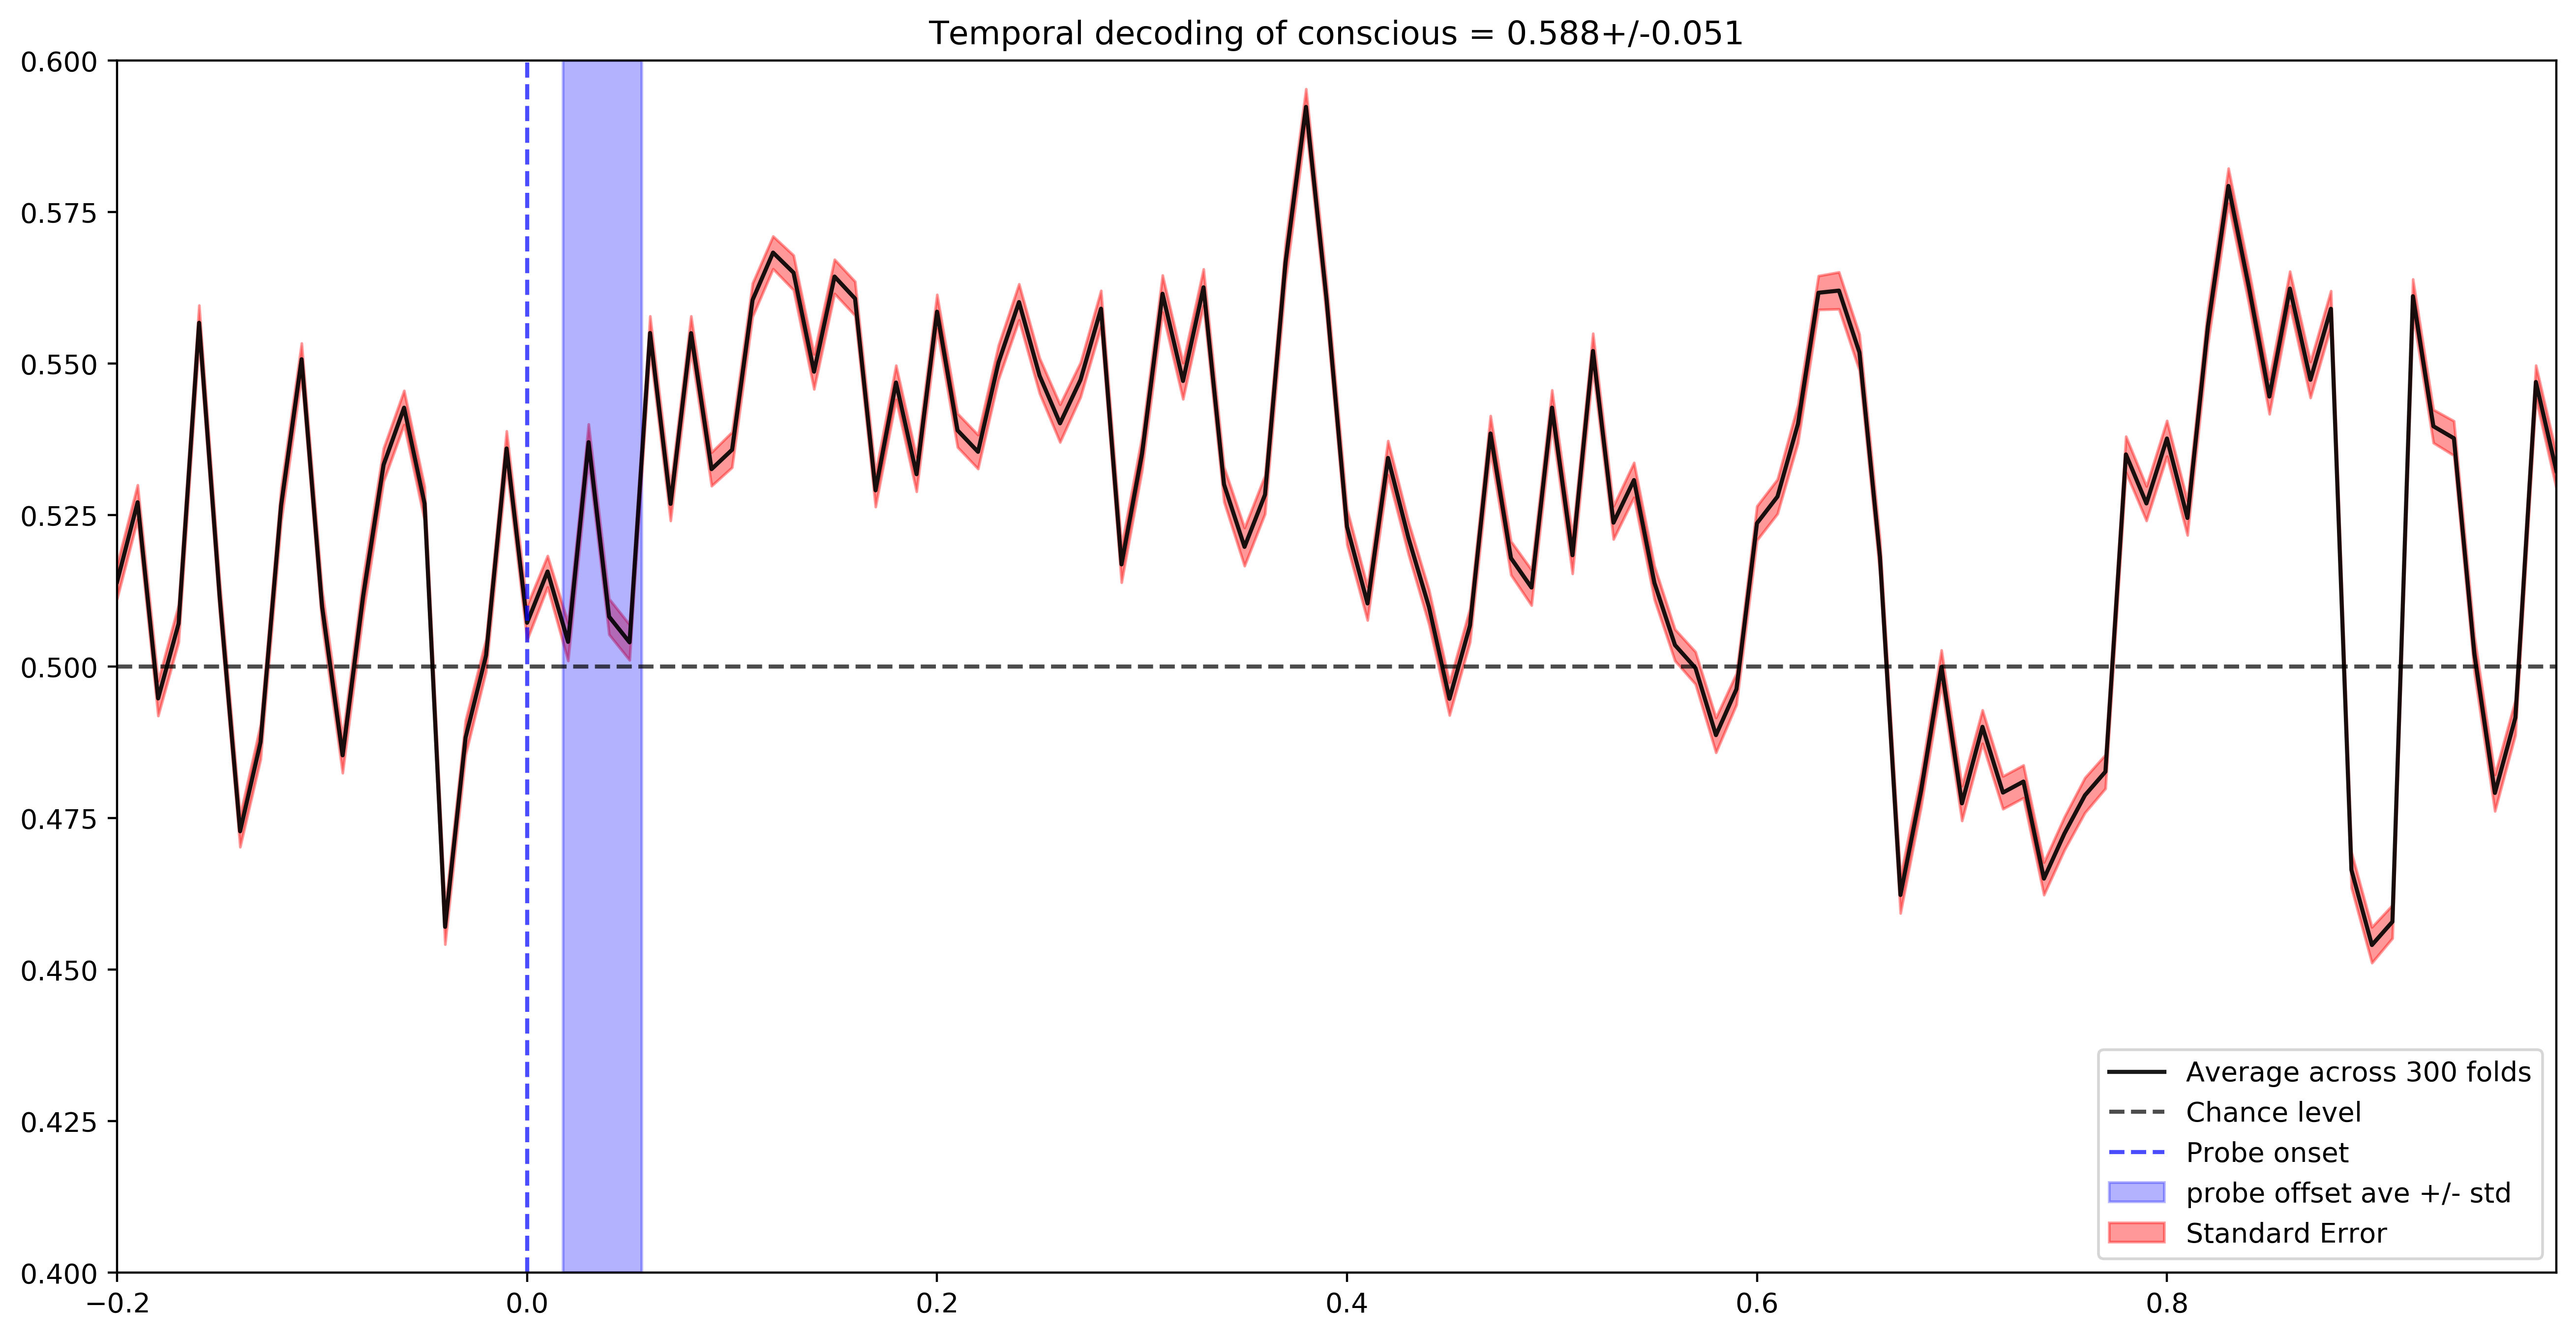 Temporal decoding of conscious = 0.588+/-0.051
0.600
0.575
0.550
0.525
0.500
0.475
0.450
0.425
0.400
−0.2
0.0
0.2
0.4
0.6
0.8
Average across 300 folds
Chance level
Probe onset
probe offset ave +/- std
Standard Error